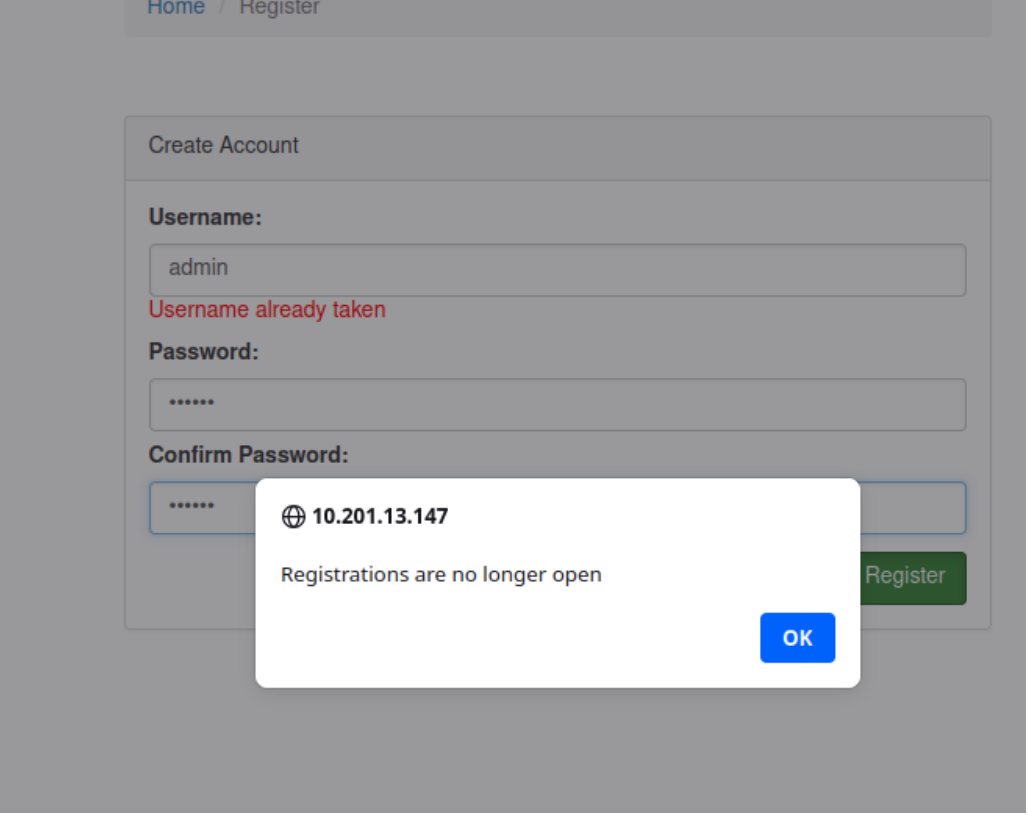 Home / Register
Create Account
Username:
admin
Username already taken
Password:
••••••
Confirm Password:
••••••
10.201.13.147
Registrations are no longer open
OK
Register